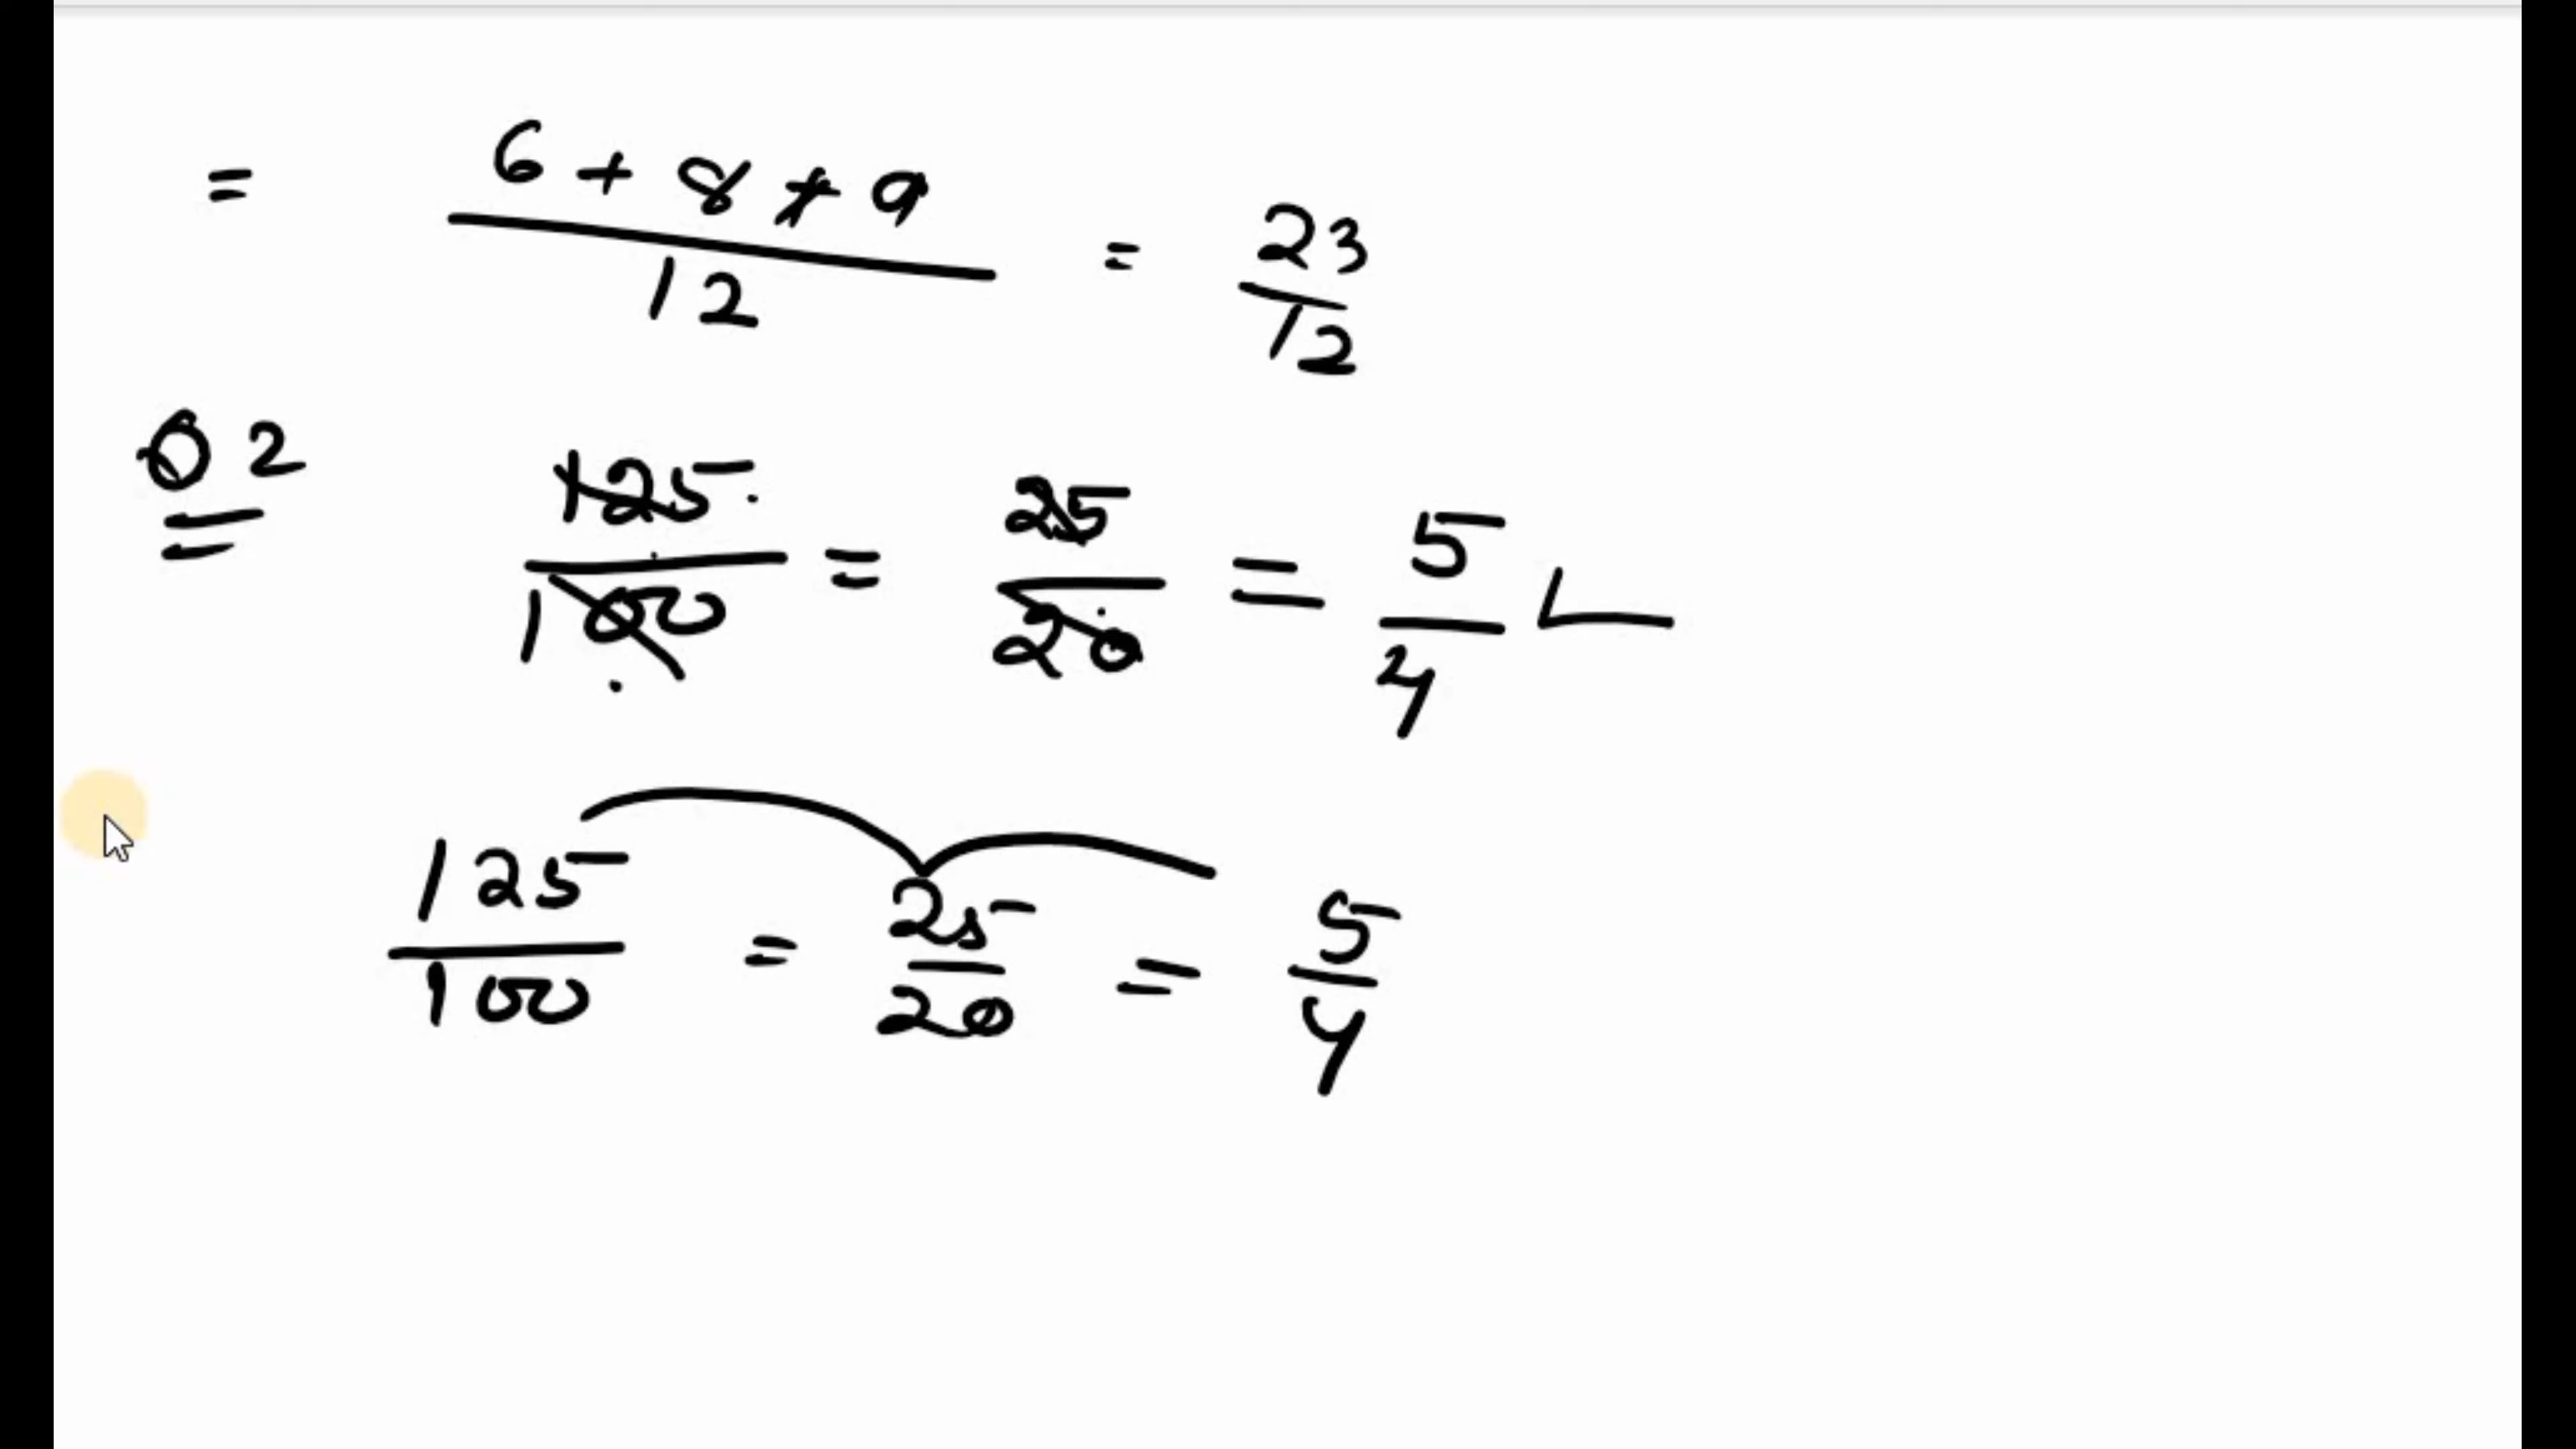 = 6 + 8 + 9 / 12 = 23 / 12
Q 2 125 / 100 = 25 / 20 = 5 / 4
125 / 100 = 25 / 20 = 5 / 4